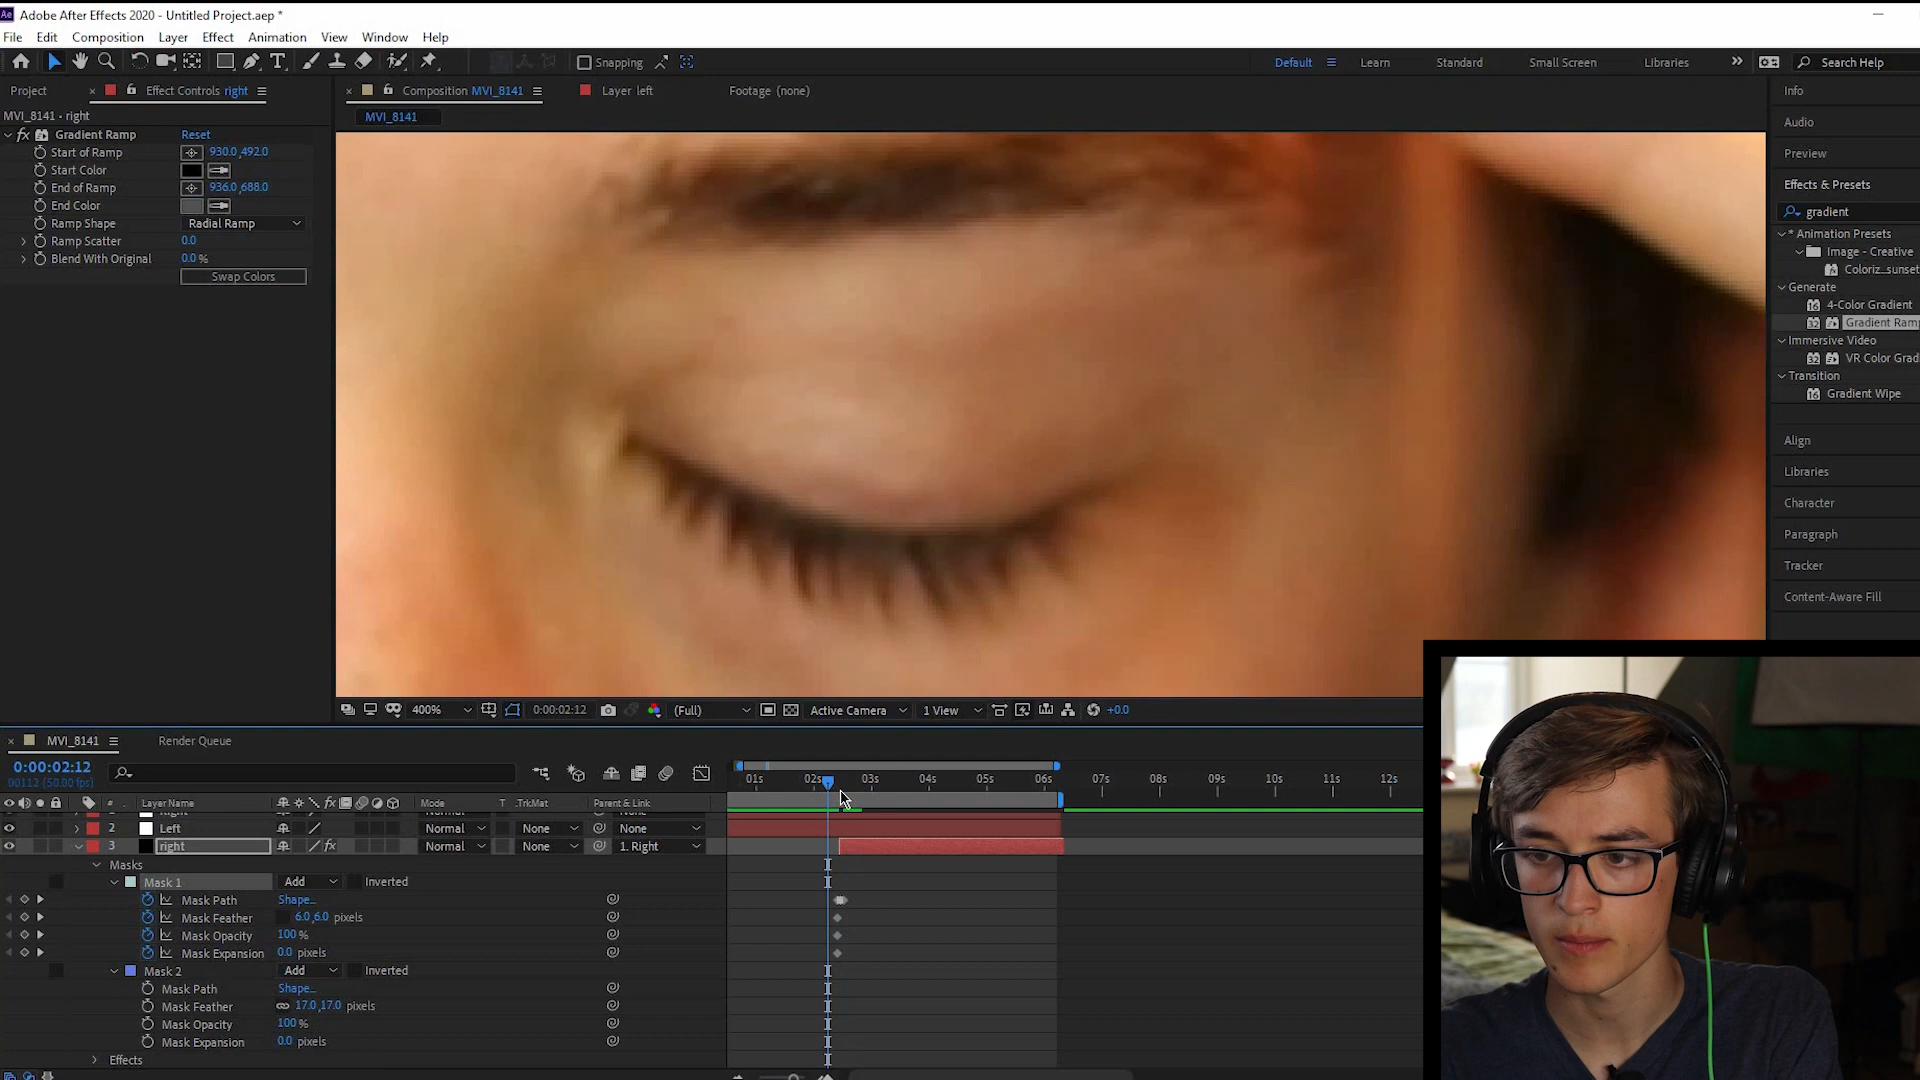 Ae Adobe After Effects 2020 - Untitled Project.aep *
File Edit Composition Layer Effect Animation View Window Help
Snapping Default Learn Standard Small Screen Libraries Search Help
Project Effect Controls right Composition MVI_8141 Layer left Footage (none) Info
MVI_8141 • right MVI_8141
fx Gradient Ramp Reset
Start of Ramp 930.0,492.0
Start Color
End of Ramp 936.0,688.0
End Color
Ramp Shape Radial Ramp
Ramp Scatter 0.0
Blend With Original 0.0 %
Swap Colors
Audio
Preview
Effects & Presets
gradient
* Animation Presets
Image - Creative
Coloriz_sunset
Generate
4-Color Gradient
Gradient Ramp
Immersive Video
VR Color Grad
Transition
Gradient Wipe
Align
Libraries
Character
Paragraph
Tracker
Content-Aware Fill
400% 0:00:02:12 (Full) Active Camera 1 View +0.0
MVI_8141 Render Queue
0:00:02:12
00112 (50.00 fps)
01s 02s 03s 04s 05s 06s 07s 08s 09s 10s 11s 12s
# Layer Name Mode T .TrkMat Parent & Link
2 Left Normal None None
3 right fx Normal None 1. Right
Masks
Mask 1 Add Inverted
Mask Path Shape...
Mask Feather 6.0,6.0 pixels
Mask Opacity 100 %
Mask Expansion 0.0 pixels
Mask 2 Add Inverted
Mask Path Shape...
Mask Feather 17.0,17.0 pixels
Mask Opacity 100 %
Mask Expansion 0.0 pixels
Effects